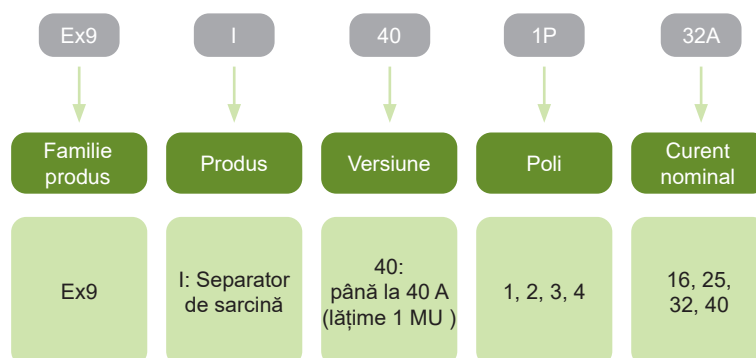 Ex9
I
40
1P
32A
Familie
produs
Produs
Versiune
Poli
Curent
nominal
Ex9
I: Separator
de sarcină
40:
până la 40 A
(lățime 1 MU )
1, 2, 3, 4
16, 25,
32, 40